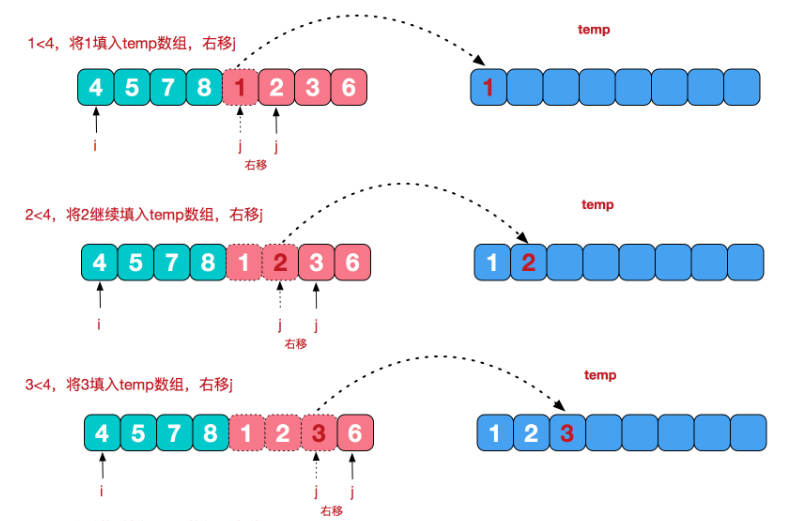 temp
1<4，将1填入temp数组，右移j
4 5 7 8 1 2 3 6
1
i
j
j
右移
temp
2<4，将2继续填入temp数组，右移j
4 5 7 8 1 2 3 6
1 2
i
j
j
右移
temp
3<4，将3填入temp数组，右移j
4 5 7 8 1 2 3 6
1 2 3
i
j
j
右移